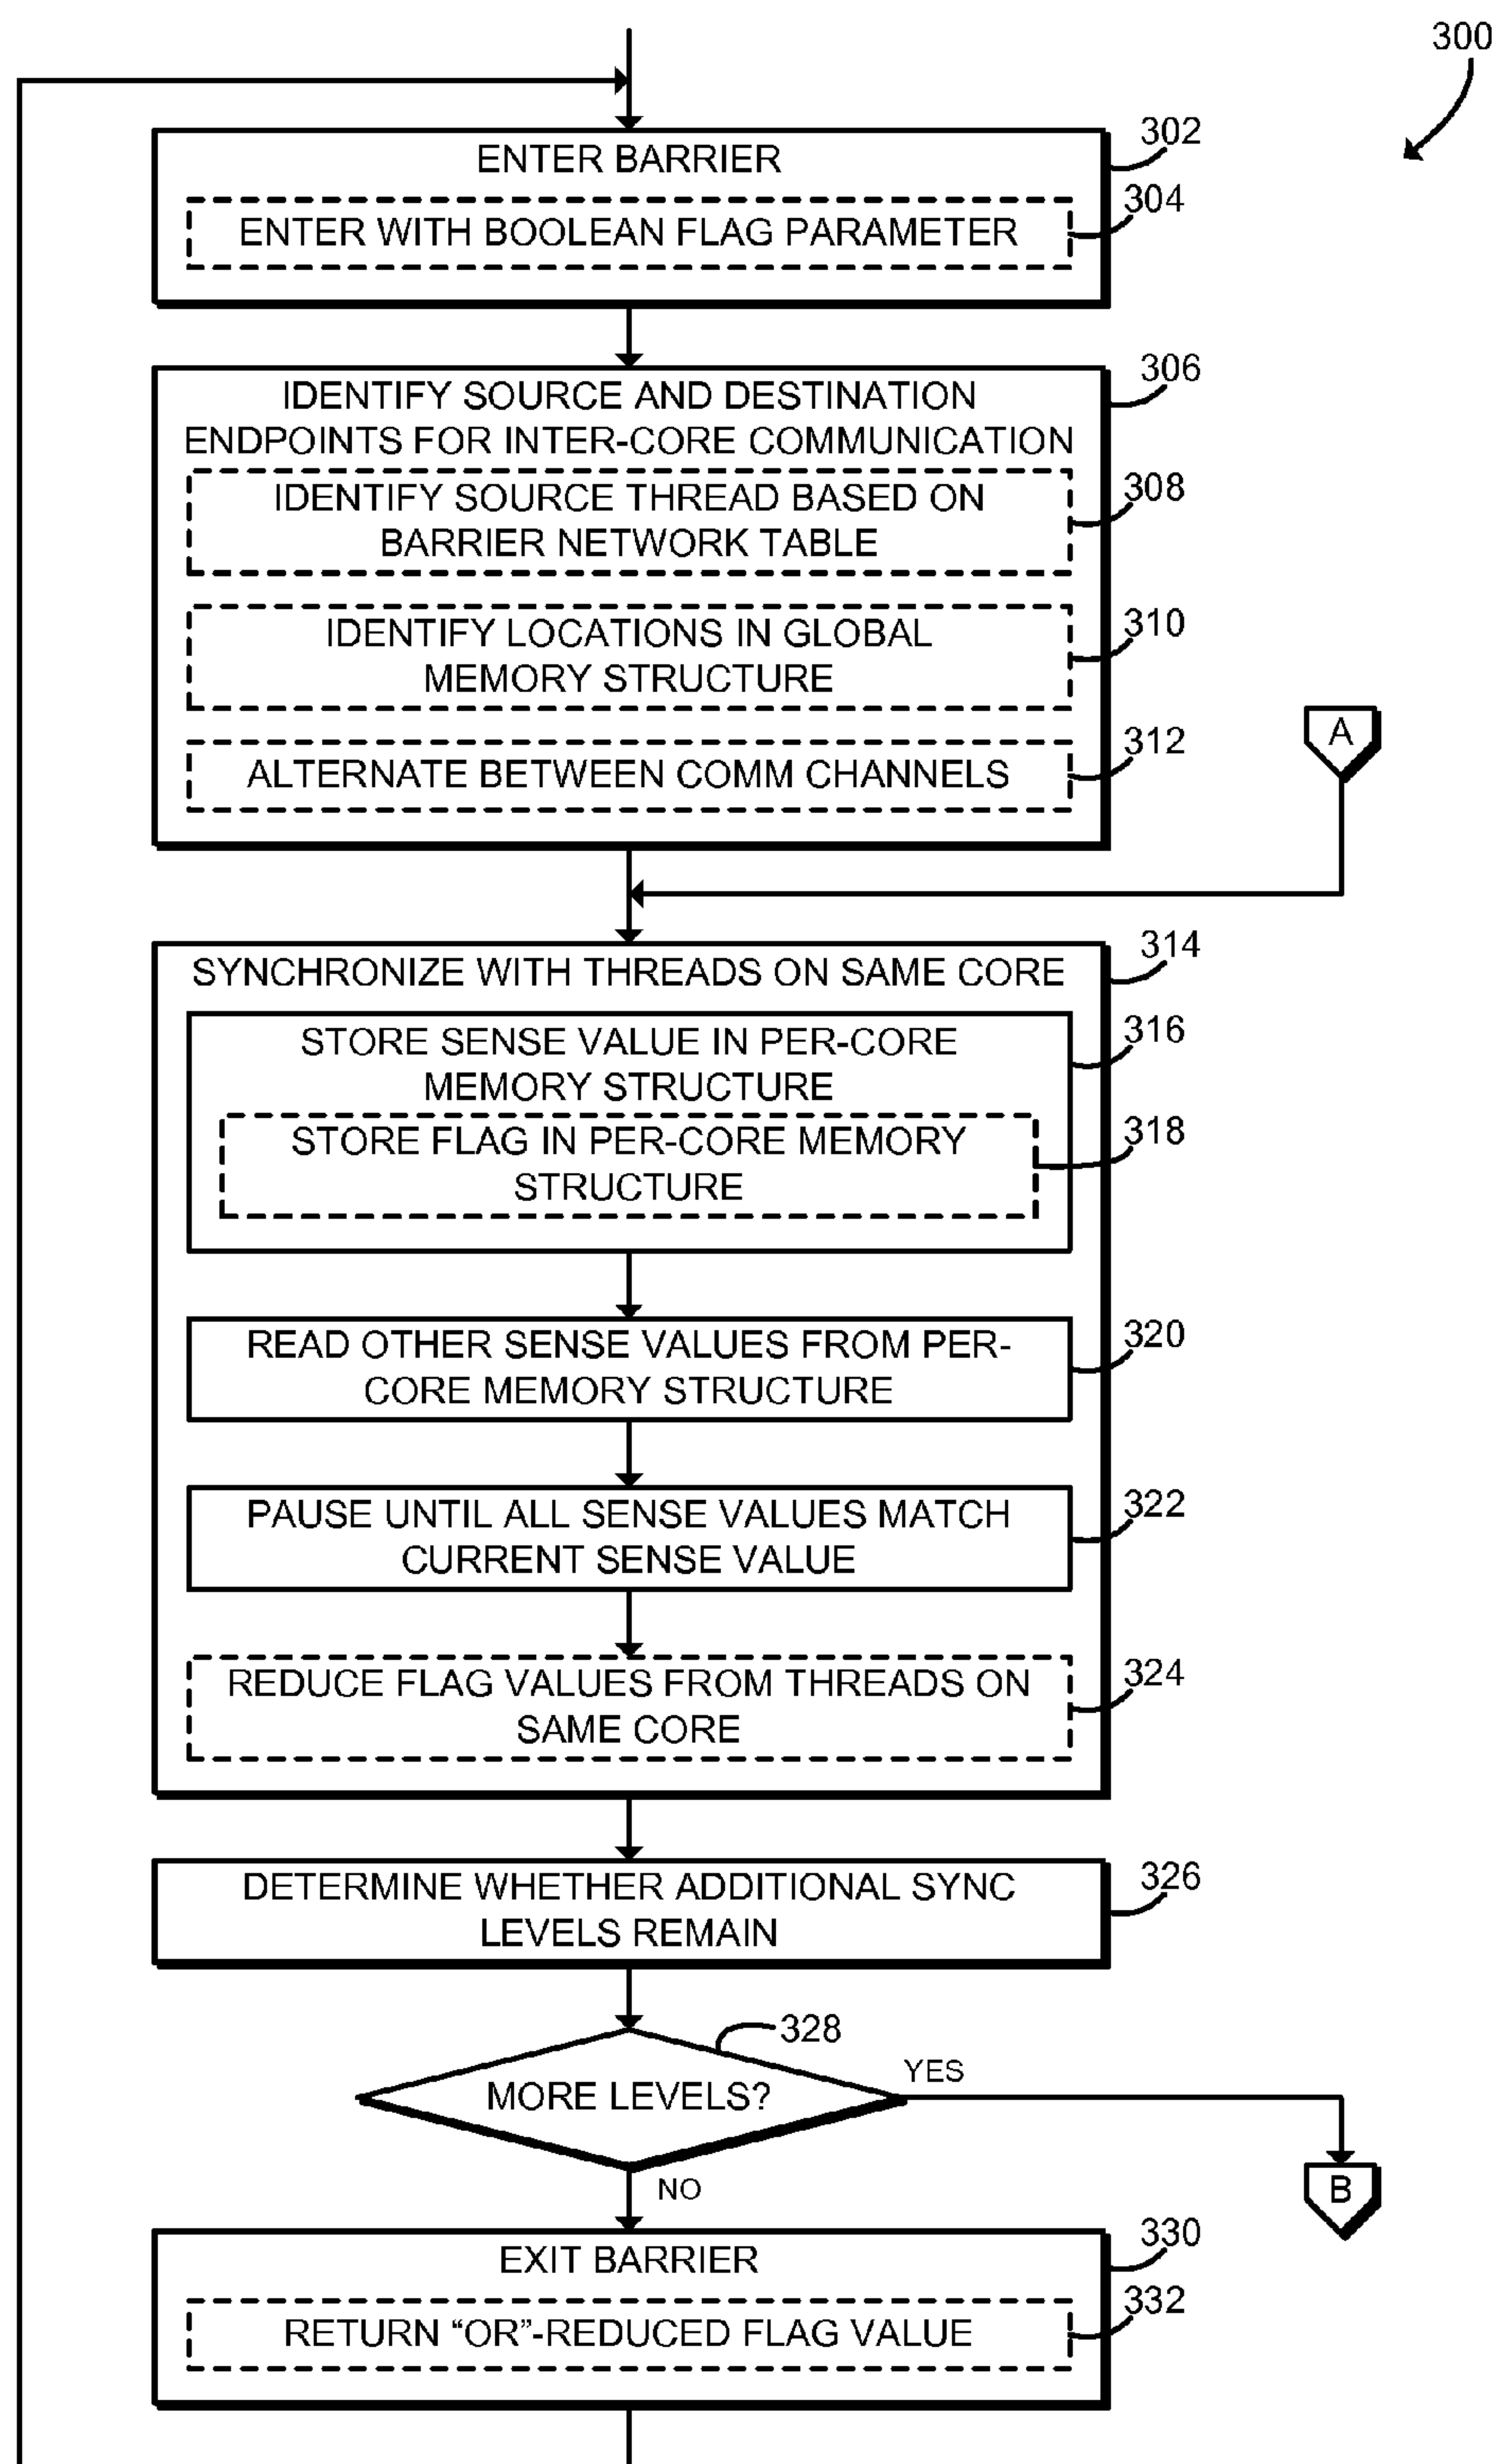 300
302
ENTER BARRIER
304
ENTER WITH BOOLEAN FLAG PARAMETER
306
IDENTIFY SOURCE AND DESTINATION
ENDPOINTS FOR INTER-CORE COMMUNICATION
308
IDENTIFY SOURCE THREAD BASED ON
BARRIER NETWORK TABLE
310
IDENTIFY LOCATIONS IN GLOBAL
MEMORY STRUCTURE
312
ALTERNATE BETWEEN COMM CHANNELS
A
314
SYNCHRONIZE WITH THREADS ON SAME CORE
316
STORE SENSE VALUE IN PER-CORE
MEMORY STRUCTURE
318
STORE FLAG IN PER-CORE MEMORY
STRUCTURE
320
READ OTHER SENSE VALUES FROM PER-
CORE MEMORY STRUCTURE
322
PAUSE UNTIL ALL SENSE VALUES MATCH
CURRENT SENSE VALUE
324
REDUCE FLAG VALUES FROM THREADS ON
SAME CORE
326
DETERMINE WHETHER ADDITIONAL SYNC
LEVELS REMAIN
328
MORE LEVELS?
YES
NO
B
330
EXIT BARRIER
332
RETURN “OR”-REDUCED FLAG VALUE